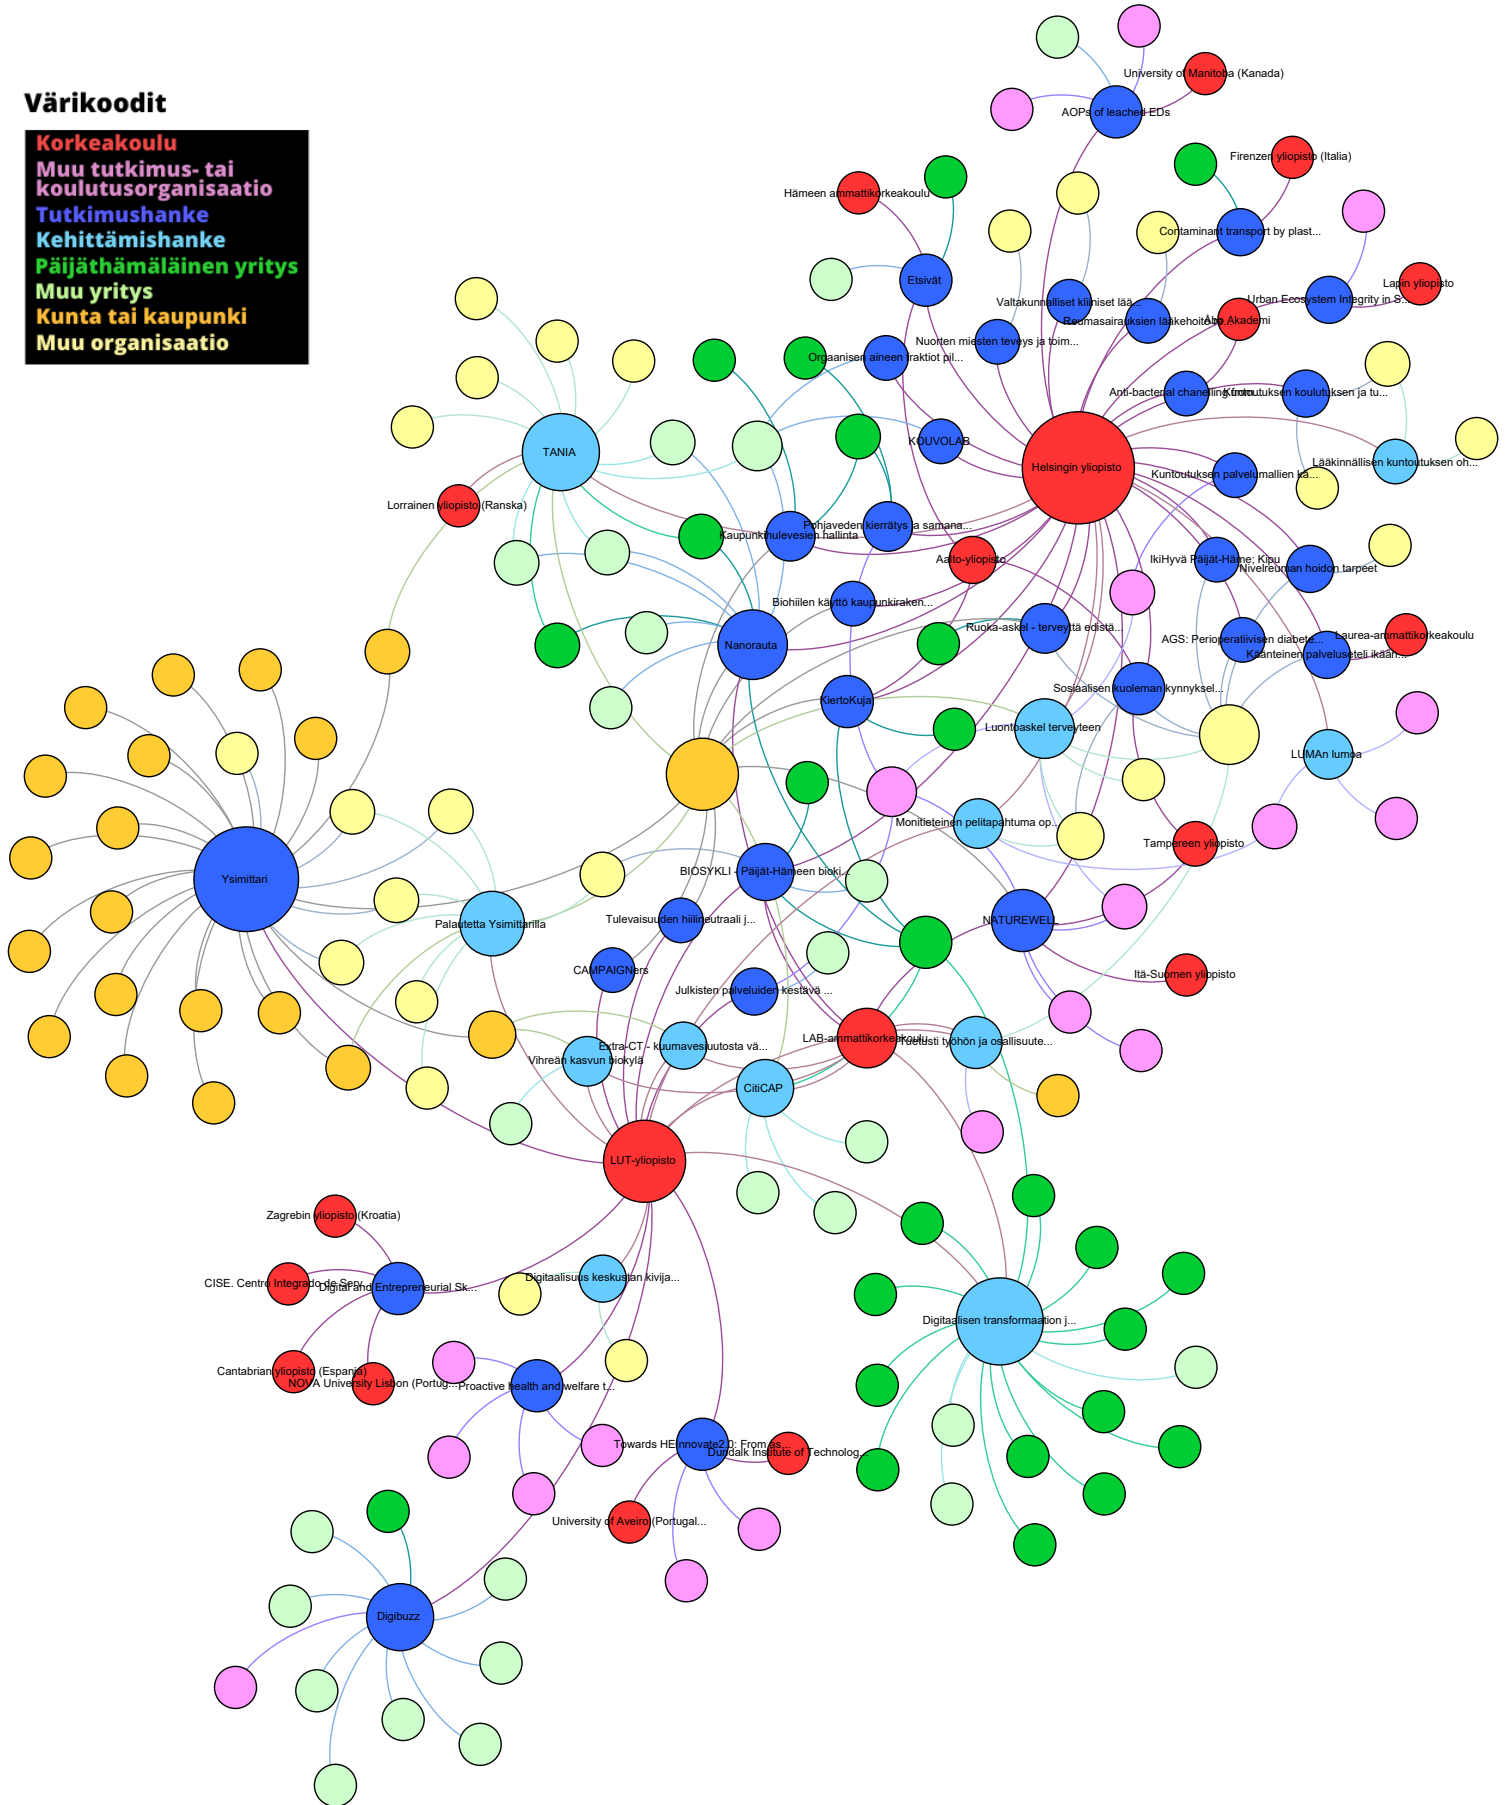 Värikoodit
Korkeakoulu
Muu tutkimus- tai
koulutusorganisaatio
Tutkimushanke
Kehittämishanke
Päijäthämäläinen yritys
Muu yritys
Kunta tai kaupunki
Muu organisaatio
University of Manitoba (Kanada)
AOPs of leached EDs
Firenzen yliopisto (Italia)
Hämeen ammattikorkeakoulu
Contaminant transport by plast...
Etsivät
Lapin yliopisto
Urban Ecosystem Integrity in S...
Valtakunnalliset kliiniset lää...
Reumasairauksien lääkehoito
Åbo Akademi
Nuorten miesten teveys ja toim...
Orgaanisen aineen fraktiot pil...
Anti-bacterial chanelling from...
Kuntoutuksen koulutuksen ja tu...
KOUVOLAB
TANIA
Helsingin yliopisto
Lääkinnällisen kuntoutuksen oh...
Kuntoutuksen palvelumallien ka...
Lorrainen yliopisto (Ranska)
Pohjaveden kierrätys ja samana...
Kaupunkihulevesien hallinta
Aalto-yliopisto
IkiHyvä Päijät-Häme; Kipu
Nivelreuman hoidon tarpeet
Biohiilen käyttö kaupunkiraken...
Ruoka-askel - terveyttä edistä...
Laurea-ammattikorkeakoulu
AGS: Perioperatiivisen diabete...
Nanorauta
Käänteinen palveluseteli ikään...
Sosiaalisen kuoleman kynnyksel...
KiertoKuja
Luontoaskel terveyteen
LUMAn lumoa
Monitieteinen pelitapahtuma op...
Tampereen yliopisto
BIOSYKLI - Päijät-Hämeen bioki...
Ysimittari
Tulevaisuuden hiilineutraali j...
NATUREWELL
Palautetta Ysimittarilla
CAMPAIGNers
Itä-Suomen yliopisto
Julkisten palveluiden kestävä ...
LAB-ammattikorkeakoulu
Tuetusti työhön ja osallisuute...
Extra-CT - kuumavesiuutosta vä...
Vihreän kasvun biokylä
CitiCAP
LUT-yliopisto
Zagrebin yliopisto (Kroatia)
CISE. Centro Integrado de Serv...
Digital and Entrepreneurial Sk...
Digitaalisuus keskustan kivija...
Digitaalisen transformaation j...
Cantabrian yliopisto (Espanja)
NOVA University Lisbon (Portug...
Proactive health and welfare t...
Towards HEInnovate2.0: From as...
Dundalk Institute of Technolog...
University of Aveiro (Portugal...
Digibuzz